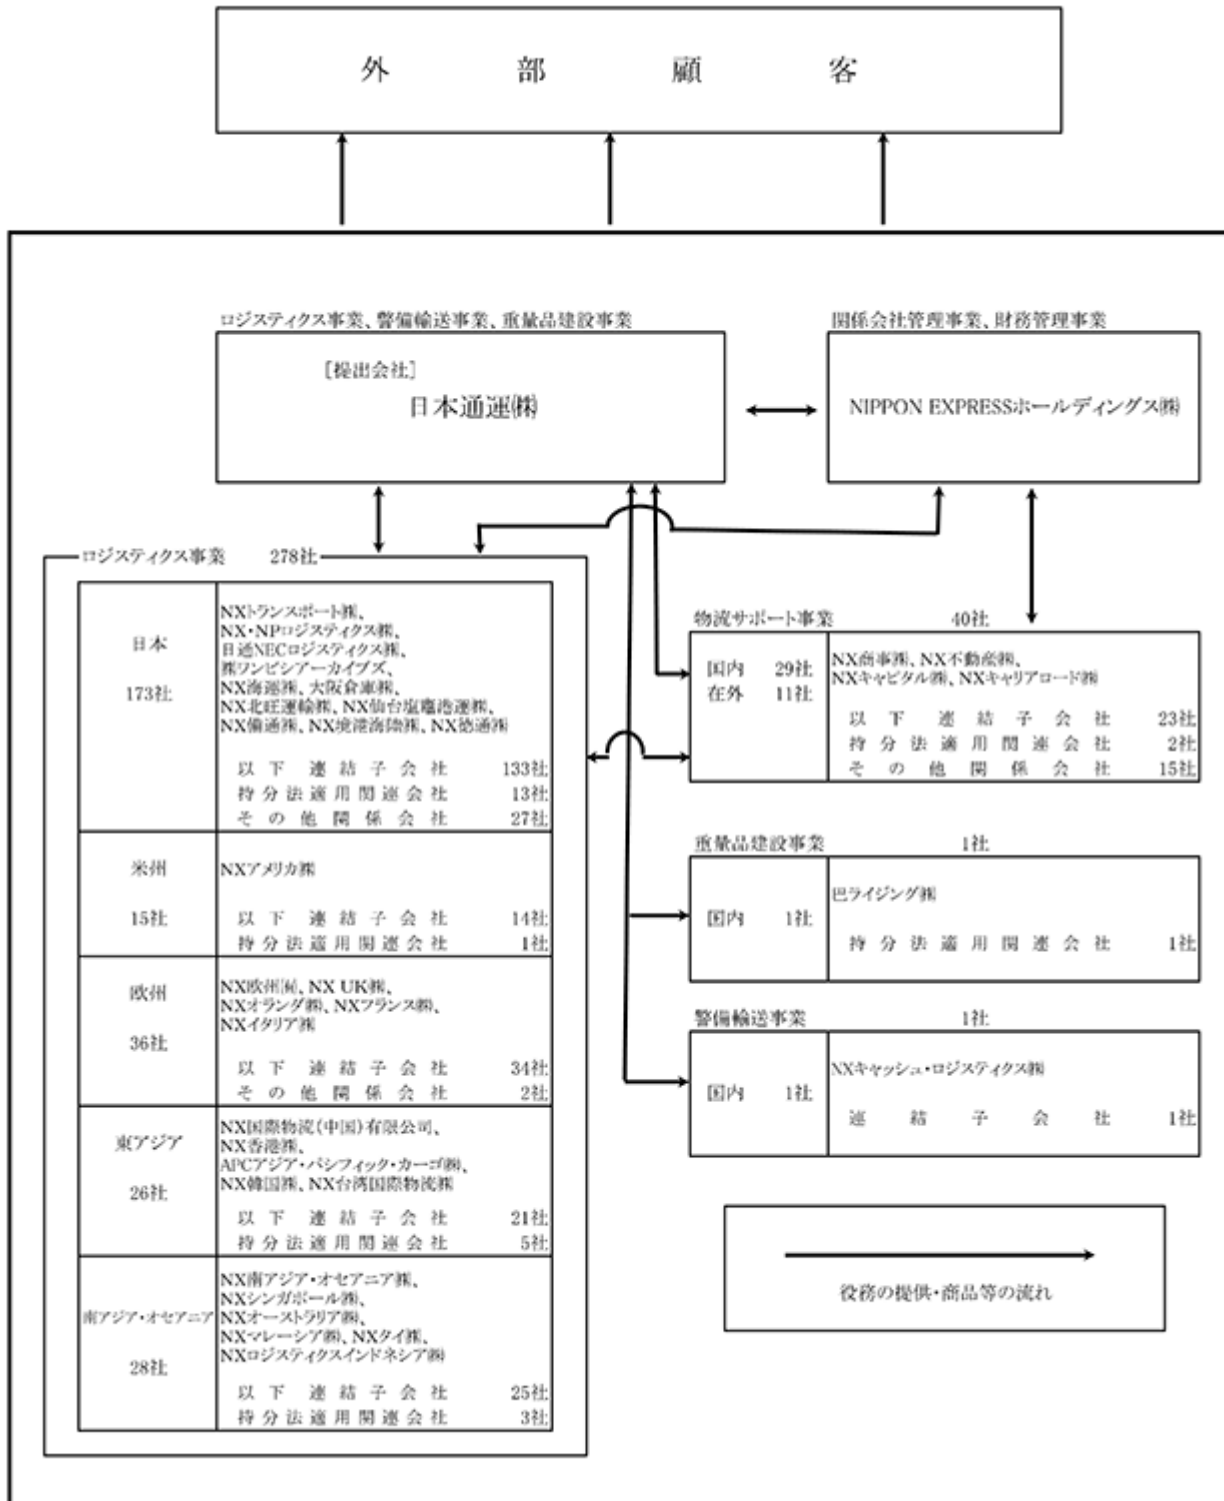 外部顧客
ロジスティクス事業、警備輸送事業、重量品建設事業
[提出会社]
日本通運㈱
関係会社管理事業、財務管理事業
NIPPON EXPRESSホールディングス㈱
ロジスティクス事業 278社
日本
173社
NXトランスポート㈱、
NX・NPロジスティクス㈱、
日通NECロジスティクス㈱、
㈱ワンビシアーカイブズ、
NX海運㈱、大阪倉庫㈱、
NX北旺運輸㈱、NX仙台塩竈港運㈱、
NX備通㈱、NX境港海陸㈱、NX徳通㈱
以下 連結子会社 133社
持分法適用関連会社 13社
その他関係会社 27社
米州
15社
NXアメリカ㈱
以下 連結子会社 14社
持分法適用関連会社 1社
欧州
36社
NX欧州㈲、NX UK㈱、
NXオランダ㈱、NXフランス㈱、
NXイタリア㈱
以下 連結子会社 34社
その他関係会社 2社
東アジア
26社
NX国際物流(中国)有限公司、
NX香港㈱、
APCアジア・パシフィック・カーゴ㈱、
NX韓国㈱、NX台湾国際物流㈱
以下 連結子会社 21社
持分法適用関連会社 5社
南アジア・オセアニア
28社
NX南アジア・オセアニア㈱、
NXシンガポール㈱、
NXオーストラリア㈱、
NXマレーシア㈱、NXタイ㈱、
NXロジスティクスインドネシア㈱
以下 連結子会社 25社
持分法適用関連会社 3社
物流サポート事業 40社
国内 29社
在外 11社
NX商事㈱、NX不動産㈱、
NXキャピタル㈱、NXキャリアロード㈱
以下 連結子会社 23社
持分法適用関連会社 2社
その他関係会社 15社
重量品建設事業 1社
国内 1社
巴ライジング㈱
持分法適用関連会社 1社
警備輸送事業 1社
国内 1社
NXキャッシュ・ロジスティクス㈱
連結子会社 1社
役務の提供・商品等の流れ